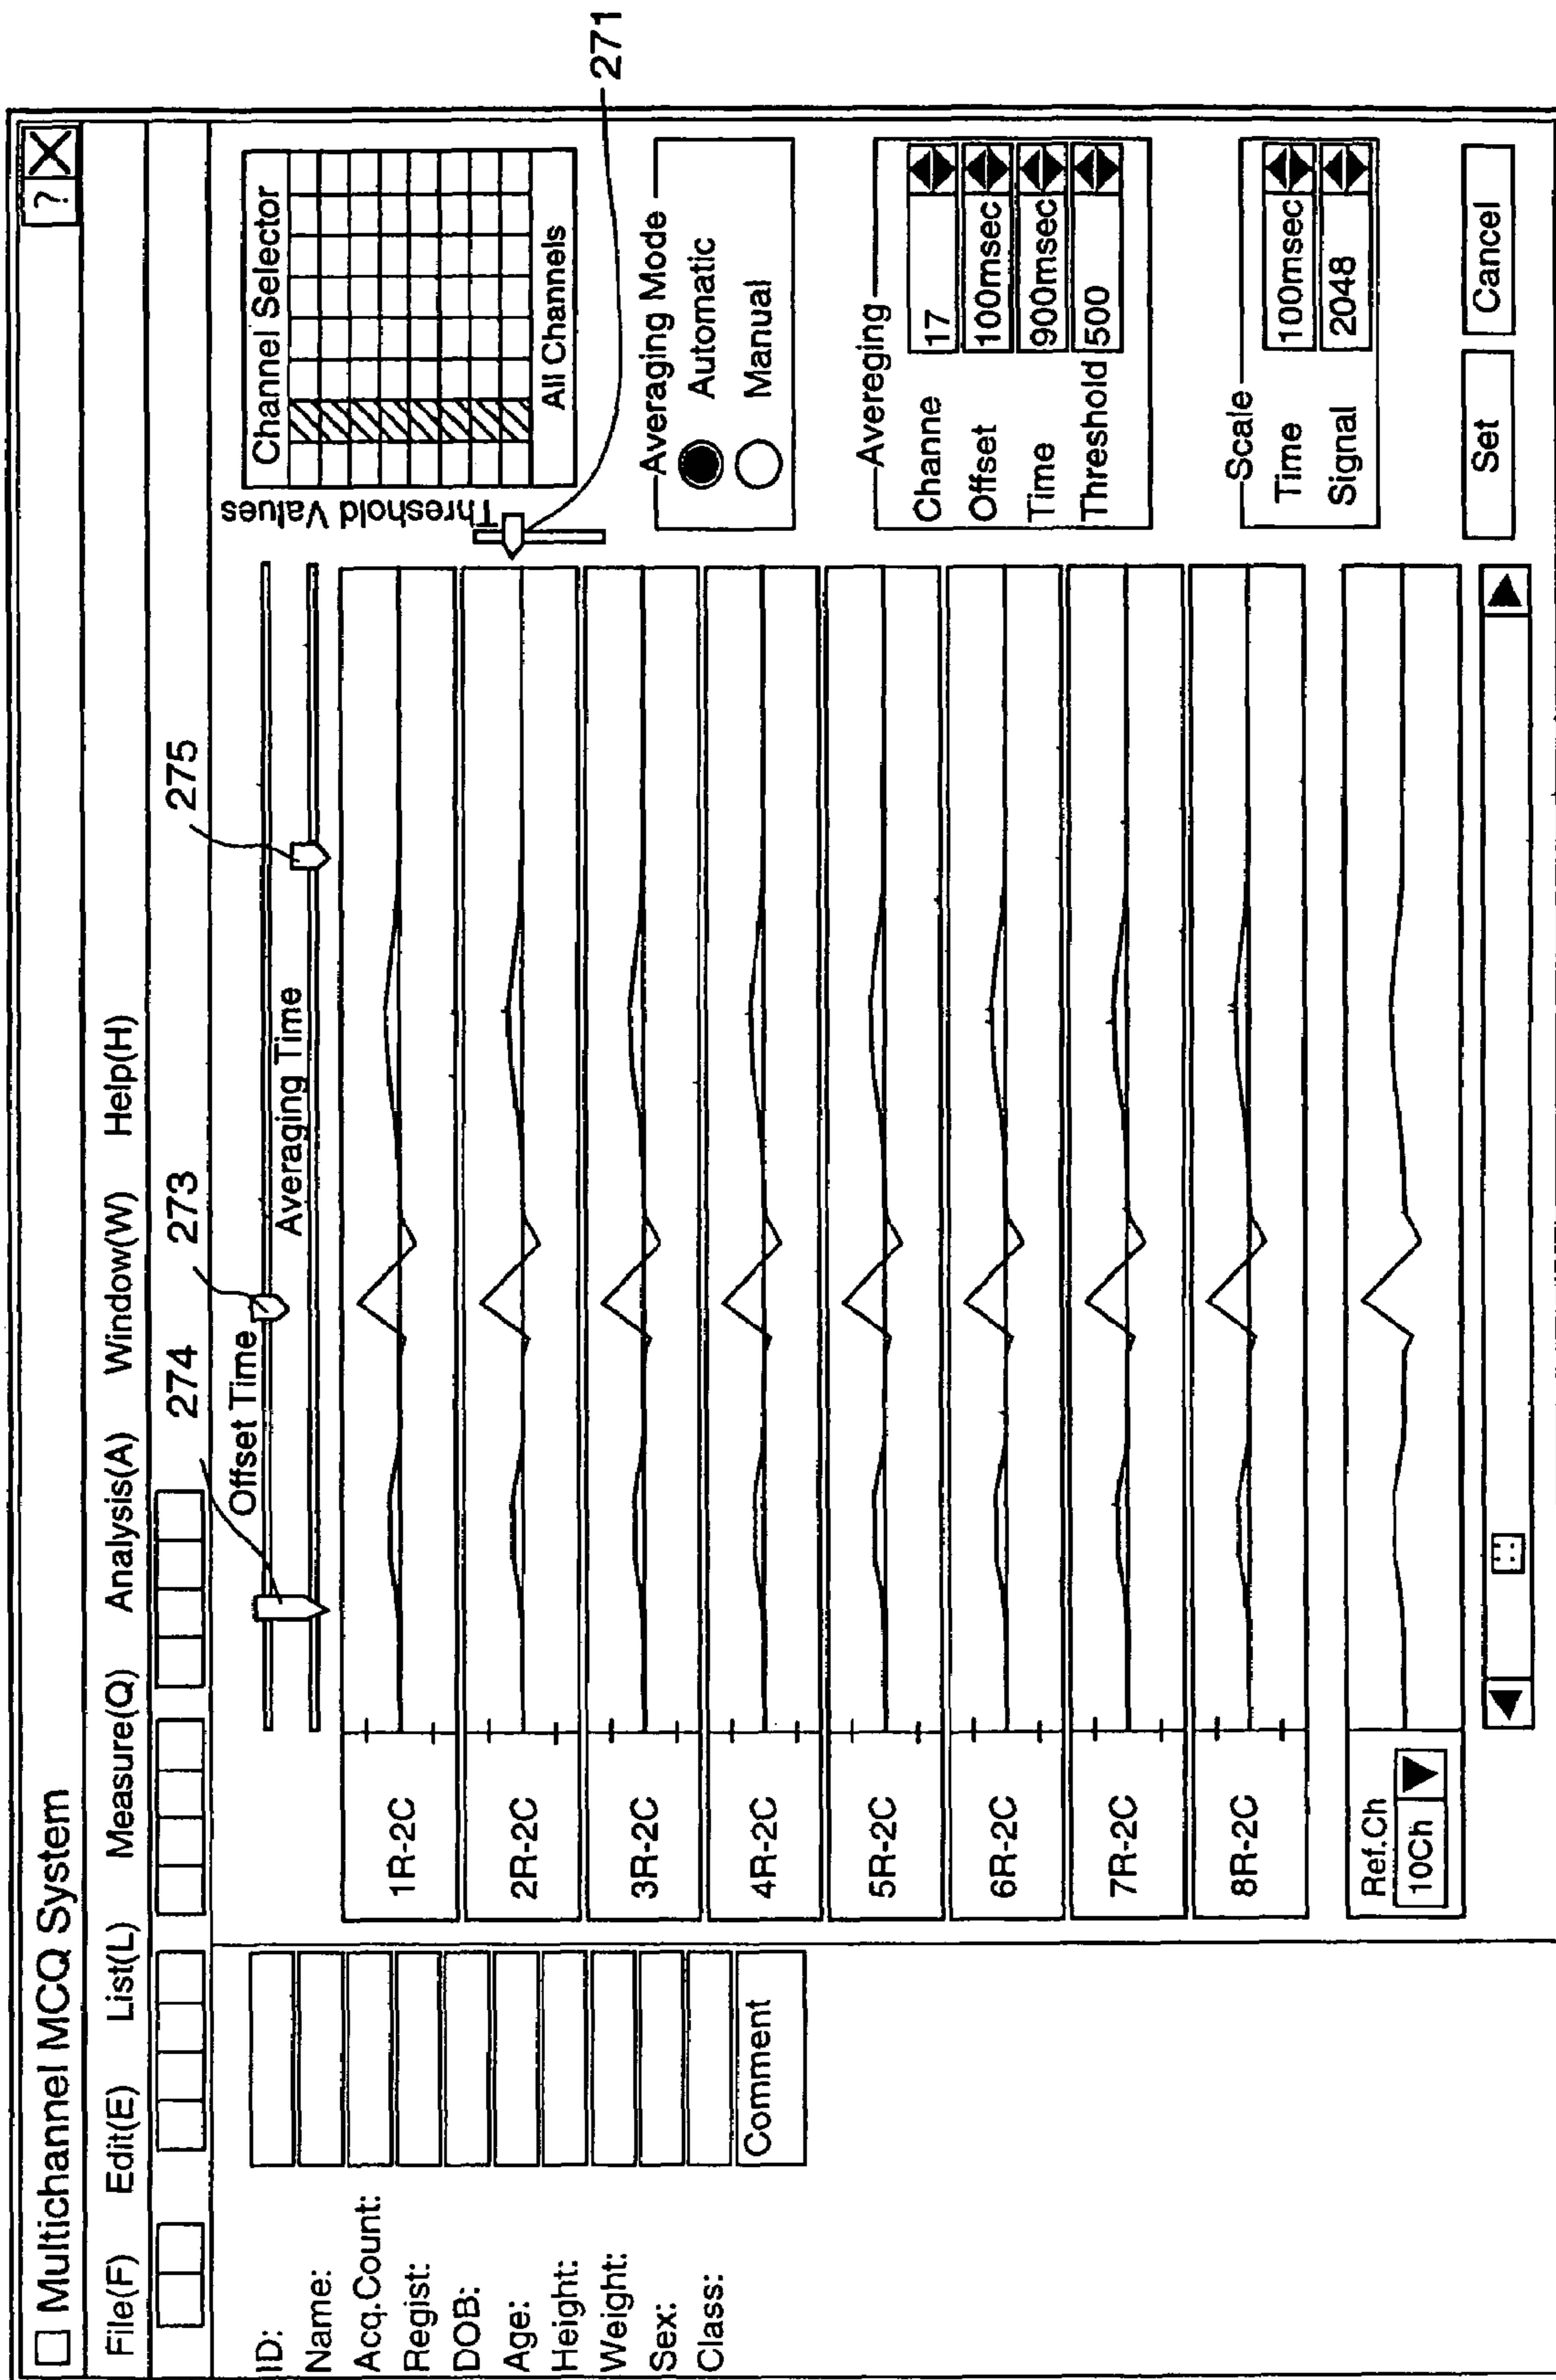 Multichannel MCQ System
? X
File(F) Edit(E) List(L) Measure(Q) Analysis(A) Window(W) Help(H)
274
273
275
ID:
Name:
Acq.Count:
Regist:
DOB:
Age:
Height:
Weight:
Sex:
Class:
Comment
Offset Time
Averaging Time
1R-2C
2R-2C
3R-2C
4R-2C
5R-2C
6R-2C
7R-2C
8R-2C
Ref.Ch
10Ch
Threshold Values
271
Channel Selector
All Channels
Averaging Mode
Automatic
Manual
Avereging
Channe 17
Offset 100msec
Time 900msec
Threshold 500
Scale
Time 100msec
Signal 2048
Set
Cancel